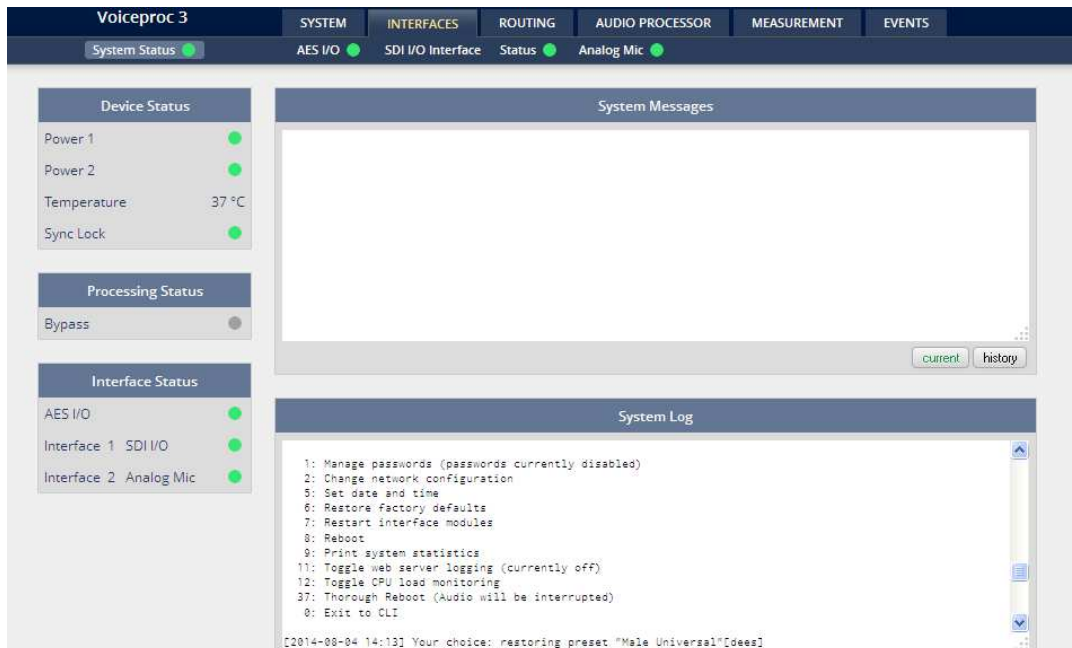 Voiceproc 3
SYSTEM INTERFACES ROUTING AUDIO PROCESSOR MEASUREMENT EVENTS
System Status AES I/O SDI I/O Interface Status Analog Mic
Device Status
Power 1
Power 2
Temperature 37 °C
Sync Lock
Processing Status
Bypass
Interface Status
AES I/O
Interface 1 SDI I/O
Interface 2 Analog Mic
System Messages
current history
System Log
1: Manage passwords (passwords currently disabled)
2: Change network configuration
5: Set date and time
6: Restore factory defaults
7: Restart interface modules
8: Reboot
9: Print system statistics
11: Toggle web server logging (currently off)
12: Toggle CPU load monitoring
37: Thorough Reboot (Audio will be interrupted)
0: Exit to CLI
[2014-08-04 14:13] Your choice: restoring preset "Male Universal"[dees]